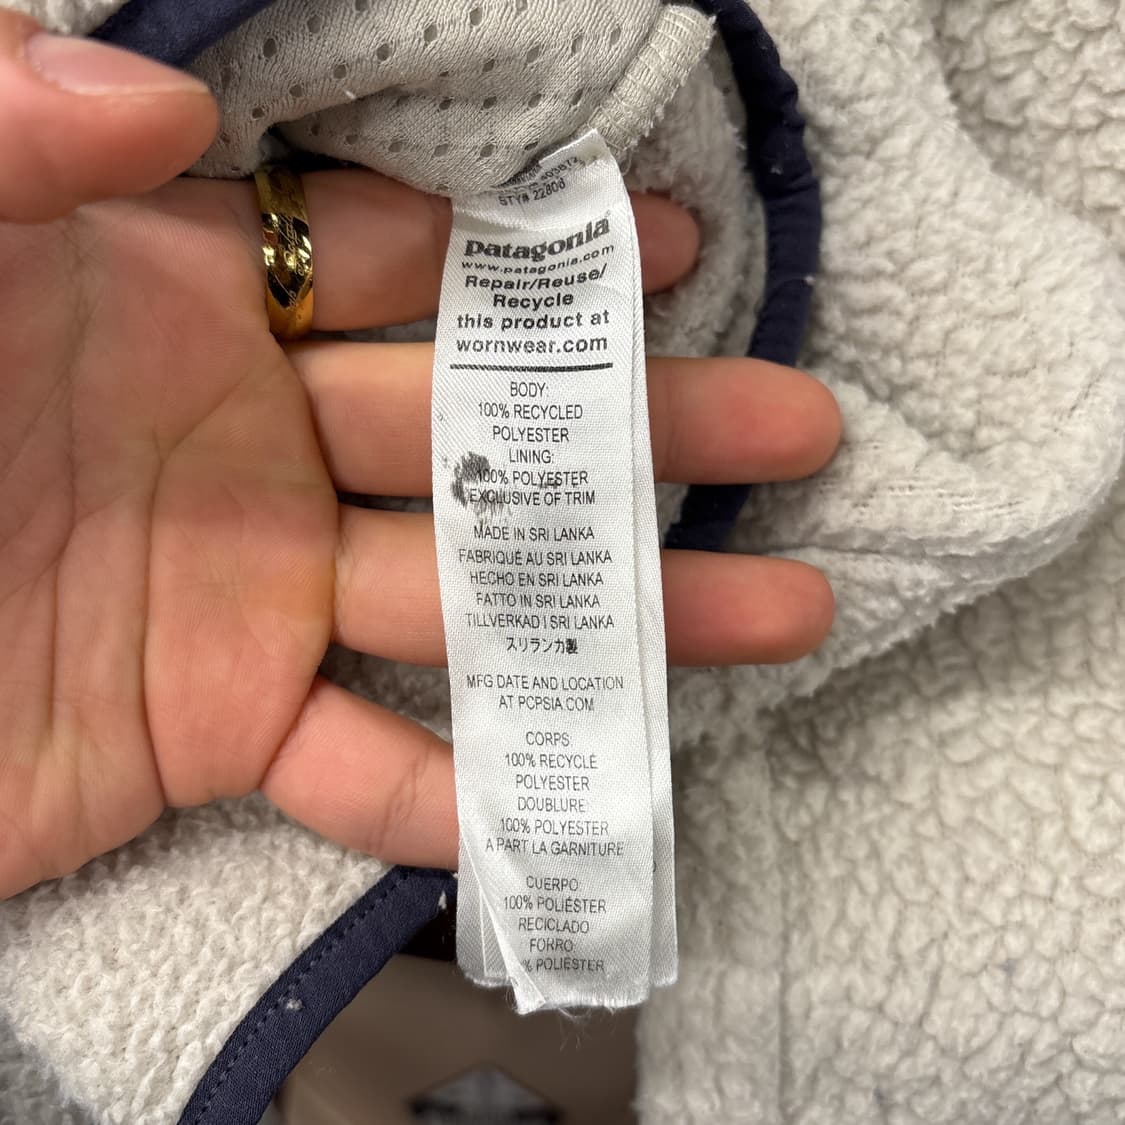 STY# 22808
patagonia®
www.patagonia.com
Repair/Reuse/
Recycle
this product at
wornwear.com
BODY:
100% RECYCLED
POLYESTER
LINING:
100% POLYESTER
EXCLUSIVE OF TRIM
MADE IN SRI LANKA
FABRIQUÉ AU SRI LANKA
HECHO EN SRI LANKA
FATTO IN SRI LANKA
TILLVERKAD I SRI LANKA
スリランカ製
MFG DATE AND LOCATION
AT PCPSIA.COM
CORPS:
100% RECYCLÉ
POLYESTER
DOUBLURE:
100% POLYESTER
A PART LA GARNITURE
CUERPO:
100% POLIÉSTER
RECICLADO
FORRO:
% POLIÉSTER